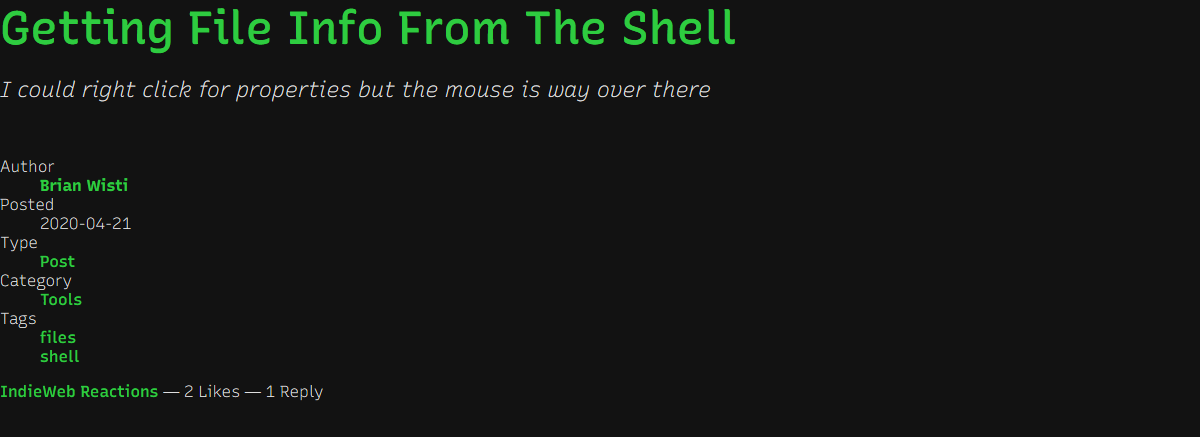 Getting File Info From The Shell
I could right click for properties but the mouse is way over there
Author
Brian Wisti
Posted
2020-04-21
Type
Post
Category
Tools
Tags
files
shell
IndieWeb Reactions — 2 Likes — 1 Reply